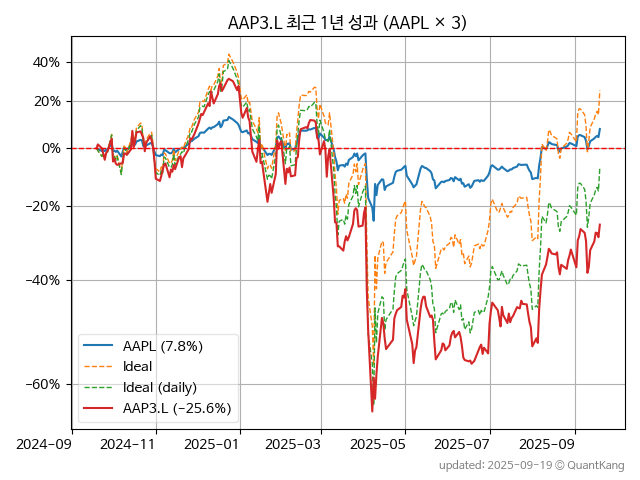 AAP3.L 최근 1년 성과 (AAPL × 3)
40%
20%
0%
−20%
−40%
−60%
AAPL (7.8%)
Ideal
Ideal (daily)
AAP3.L (−25.6%)
2024-09
2024-11
2025-01
2025-03
2025-05
2025-07
2025-09
updated: 2025-09-19 © QuantKang